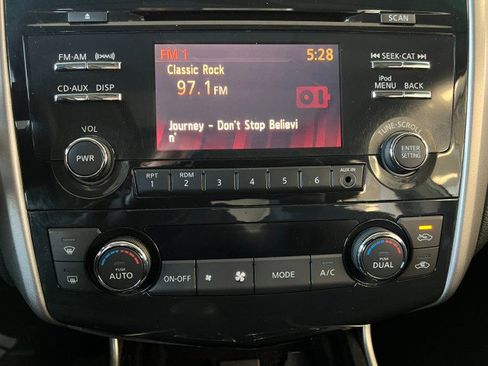 SCAN
FM·AM
CD·AUX DISP
FM 1 5:28
Classic Rock
97.1 FM
Journey - Don't Stop Believi
n'
SEEK·CAT
iPod
MENU BACK
VOL
PWR
TUNE·SCROLL
ENTER
SETTING
RPT
1
RDM
2
3
4
5
6
AUX IN
PUSH
AUTO
ON·OFF
MODE
A/C
PUSH
DUAL